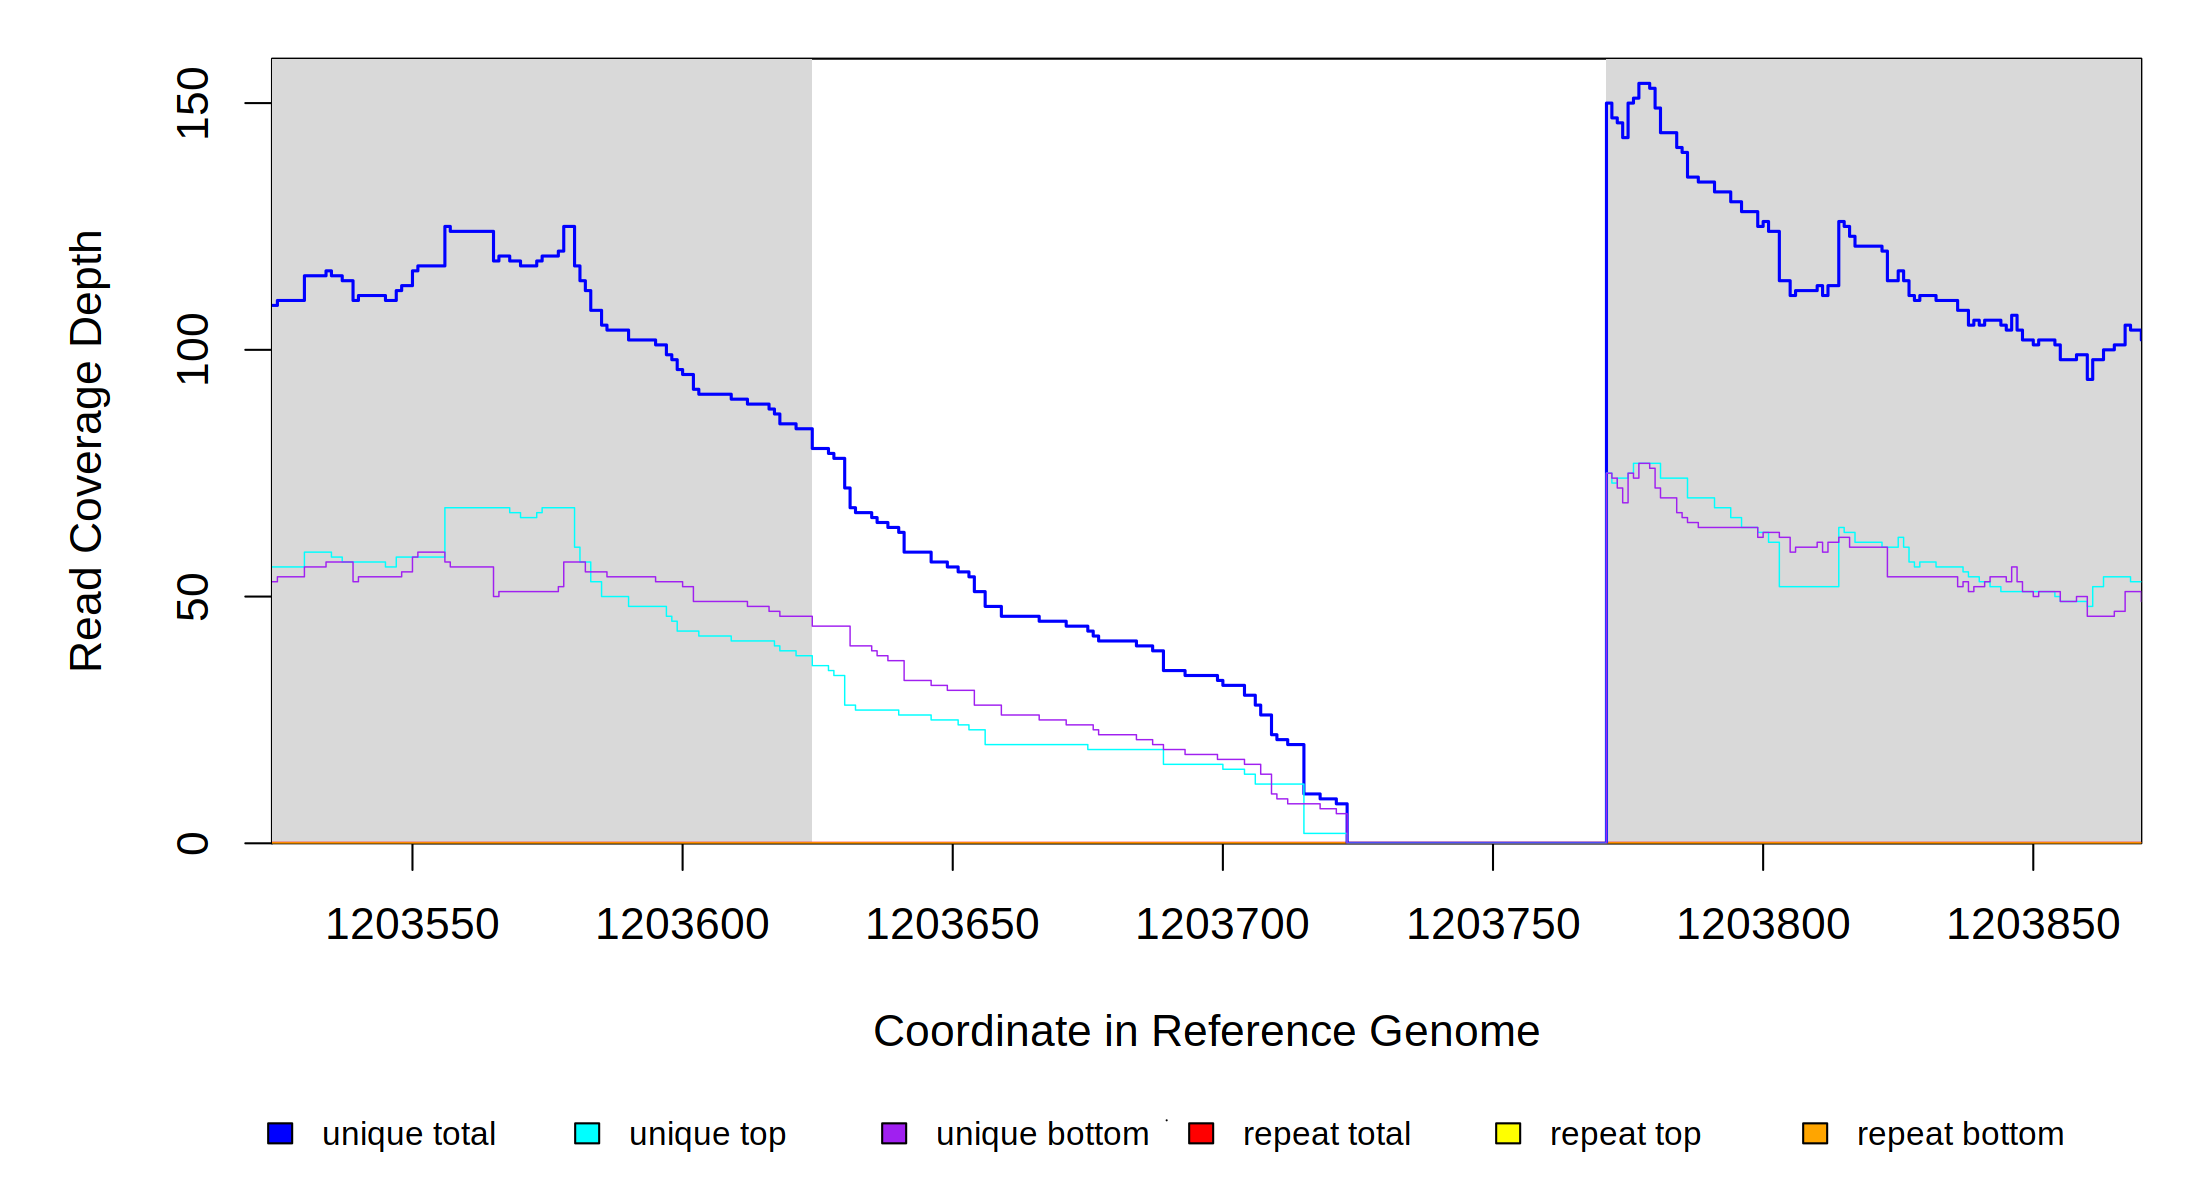 150
100
50
0
Read Coverage Depth
1203550 1203600 1203650 1203700 1203750 1203800 1203850
Coordinate in Reference Genome
unique total unique top unique bottom repeat total repeat top repeat bottom